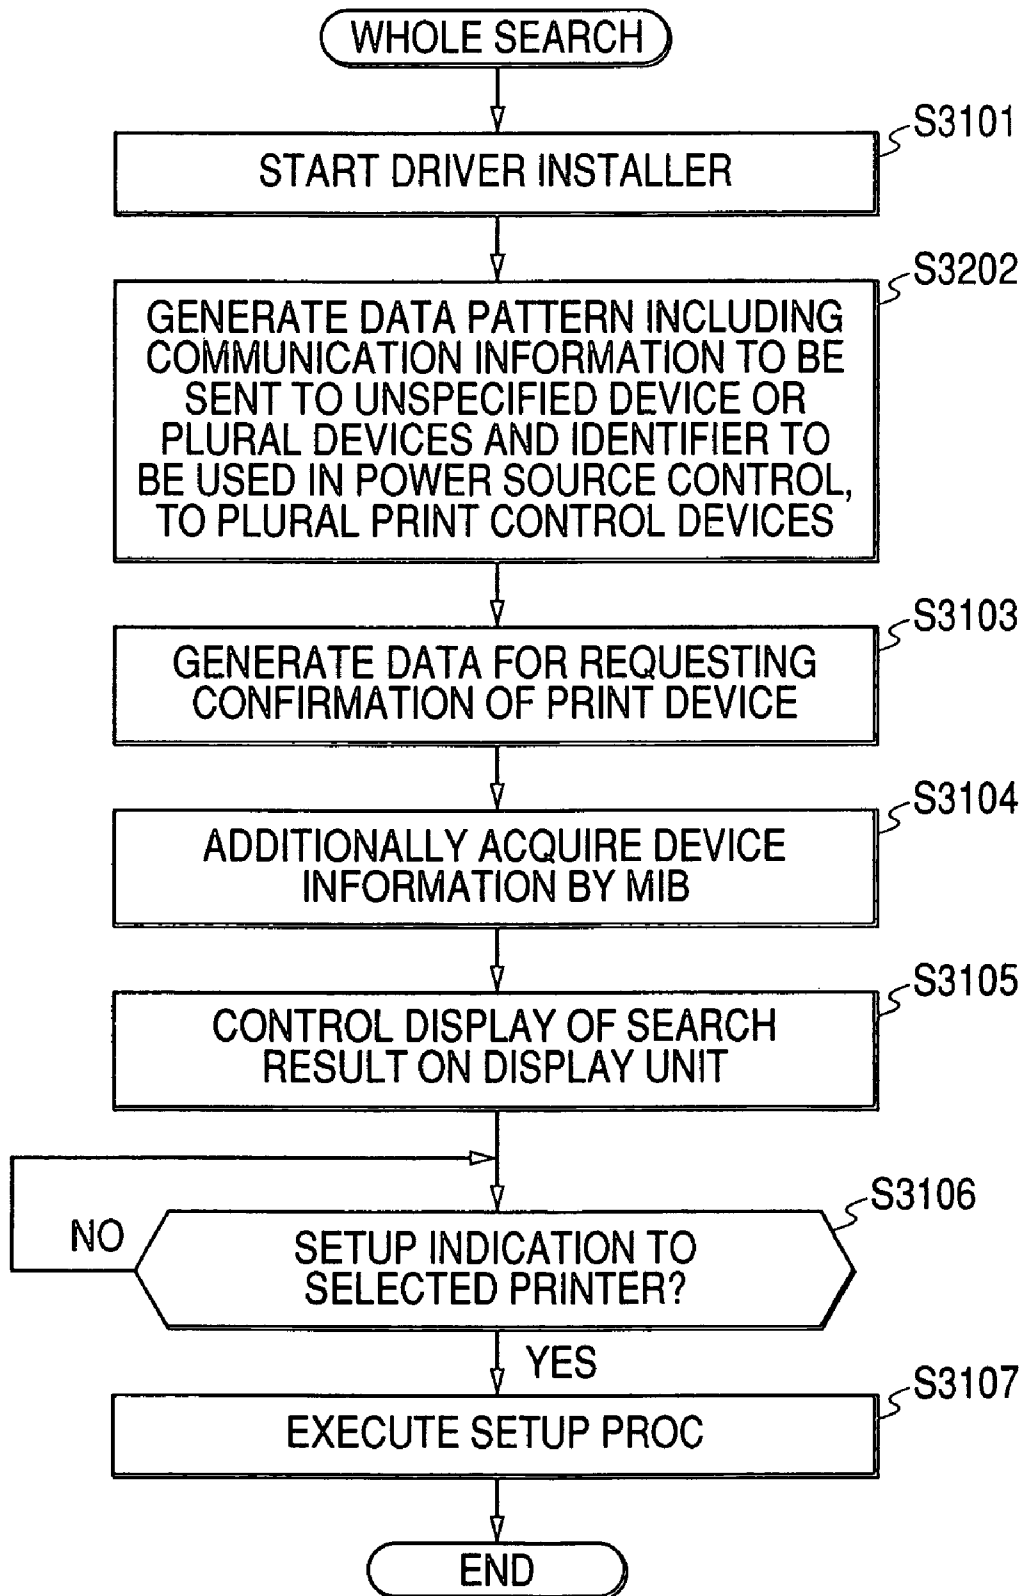 WHOLE SEARCH
S3101
START DRIVER INSTALLER
S3202
GENERATE DATA PATTERN INCLUDING
COMMUNICATION INFORMATION TO BE
SENT TO UNSPECIFIED DEVICE OR
PLURAL DEVICES AND IDENTIFIER TO
BE USED IN POWER SOURCE CONTROL,
TO PLURAL PRINT CONTROL DEVICES
S3103
GENERATE DATA FOR REQUESTING
CONFIRMATION OF PRINT DEVICE
S3104
ADDITIONALLY ACQUIRE DEVICE
INFORMATION BY MIB
S3105
CONTROL DISPLAY OF SEARCH
RESULT ON DISPLAY UNIT
S3106
NO
SETUP INDICATION TO
SELECTED PRINTER?
YES
S3107
EXECUTE SETUP PROC
END